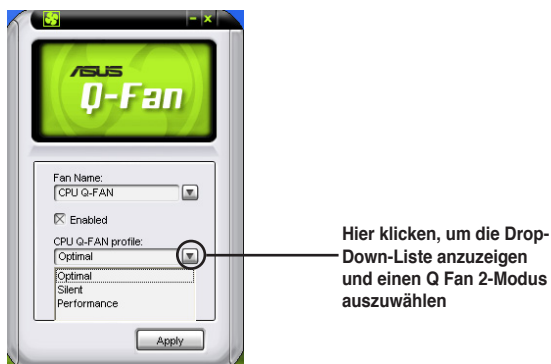 ASUS
Q-Fan
Fan Name:
CPU Q-FAN
Enabled
CPU Q-FAN profile:
Optimal
Optimal
Silent
Performance
Apply
Hier klicken, um die Drop-
Down-Liste anzuzeigen
und einen Q Fan 2-Modus
auszuwählen